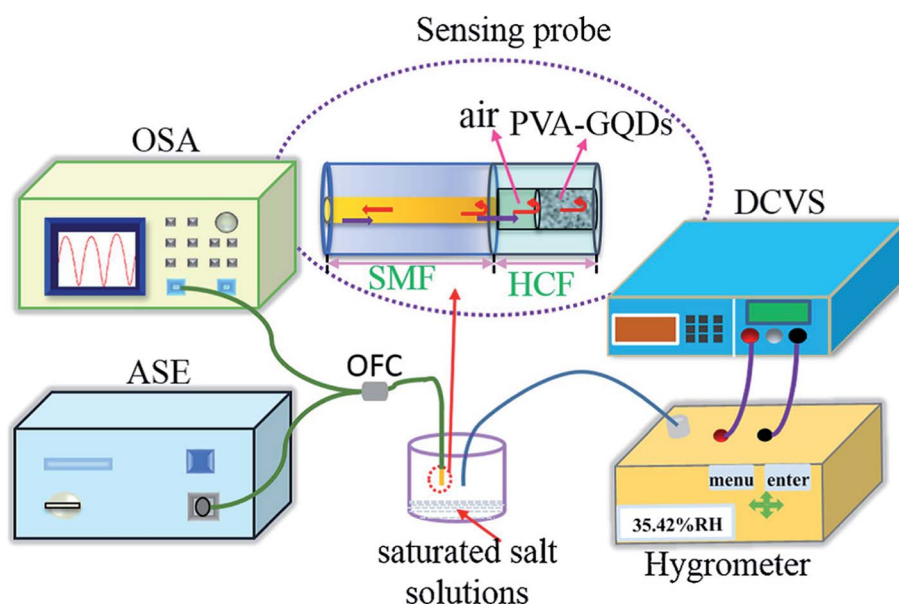 Sensing probe
air
PVA-GQDs
OSA
DCVS
SMF
HCF
ASE
OFC
menu
enter
35.42%RH
saturated salt
solutions
Hygrometer